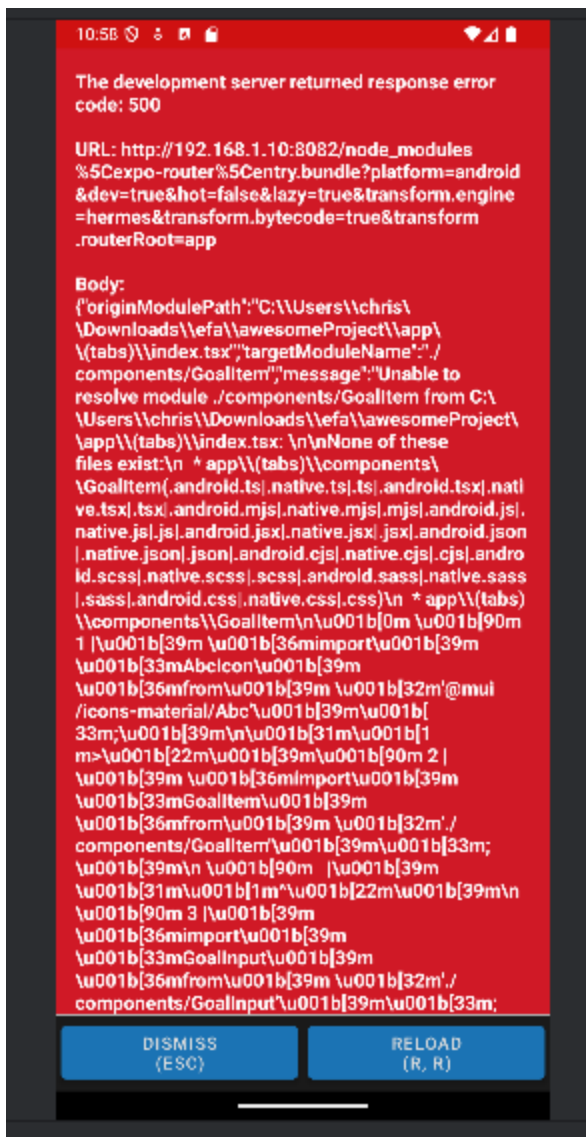 10:58
The development server returned response error
code: 500
URL: http://192.168.1.10:8082/node_modules
%5Cexpo-router%5Centry.bundle?platform=android
&dev=true&hot=false&lazy=true&transform.engine
=hermes&transform.bytecode=true&transform
.routerRoot=app
Body:
{"originModulePath":"C:\\Users\\chris\
\Downloads\\efa\\awesomeProject\\app\
\(tabs)\\index.tsx","targetModuleName":"./
components/GoalItem","message":"Unable to
resolve module ./components/GoalItem from C:\
\Users\\chris\\Downloads\\efa\\awesomeProject\
\app\\(tabs)\\index.tsx: \n\nNone of these
files exist:\n  * app\\(tabs)\\components\
\GoalItem(.android.ts|.native.ts|.ts|.android.tsx|.nati
ve.tsx|.tsx|.android.mjs|.native.mjs|.mjs|.android.js|.
native.js|.js|.android.jsx|.native.jsx|.jsx|.android.json
|.native.json|.json|.android.cjs|.native.cjs|.cjs|.andro
id.scss|.native.scss|.scss|.android.sass|.native.sass
|.sass|.android.css|.native.css|.css)\n  * app\\(tabs)
\\components\\GoalItem\n\u001b[0m \u001b[90m
1 |\u001b[39m \u001b[36mimport\u001b[39m
\u001b[33mAbcIcon\u001b[39m
\u001b[36mfrom\u001b[39m \u001b[32m'@mui
/icons-material/Abc'\u001b[39m\u001b[
33m;\u001b[39m\n\u001b[31m\u001b[1
m>\u001b[22m\u001b[39m\u001b[90m 2 |
\u001b[39m \u001b[36mimport\u001b[39m
\u001b[33mGoalItem\u001b[39m
\u001b[36mfrom\u001b[39m \u001b[32m'./
components/GoalItem'\u001b[39m\u001b[33m;
\u001b[39m\n \u001b[90m   |\u001b[39m
\u001b[31m\u001b[1m^\u001b[22m\u001b[39m\n
\u001b[90m 3 |\u001b[39m
\u001b[36mimport\u001b[39m
\u001b[33mGoalInput\u001b[39m
\u001b[36mfrom\u001b[39m \u001b[32m'./
components/GoalInput'\u001b[39m\u001b[33m;
DISMISS
(ESC)
RELOAD
(R, R)